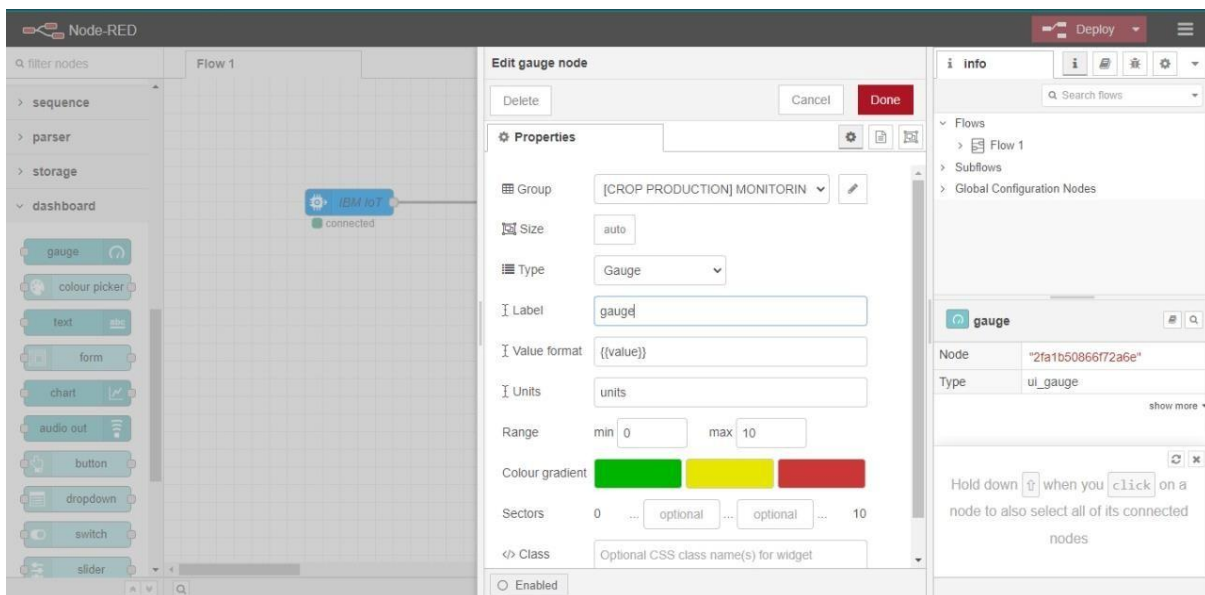 Node-RED
Deploy
filter nodes
sequence
parser
storage
dashboard
gauge
colour picker
text
abc
form
chart
audio out
button
dropdown
switch
slider
Flow 1
IBM IoT
connected
Edit gauge node
Delete
Cancel
Done
Properties
Group
[CROP PRODUCTION] MONITORIN
Size
auto
Type
Gauge
Label
gauge
Value format
{{value}}
Units
units
Range
min 0
max 10
Colour gradient
Sectors
0 ... optional ... optional ... 10
</> Class
Optional CSS class name(s) for widget
Enabled
i info
i
Search flows
Flows
Flow 1
Subflows
Global Configuration Nodes
gauge
Node "2fa1b50866f72a6e"
Type ui_gauge
show more
Hold down ⇧ when you click on a
node to also select all of its connected
nodes